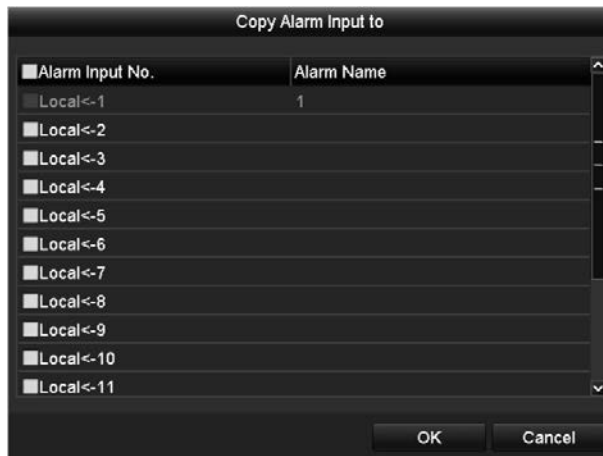 Copy Alarm Input to
Alarm Input No. Alarm Name
Local<-1 1
Local<-2
Local<-3
Local<-4
Local<-5
Local<-6
Local<-7
Local<-8
Local<-9
Local<-10
Local<-11
OK Cancel